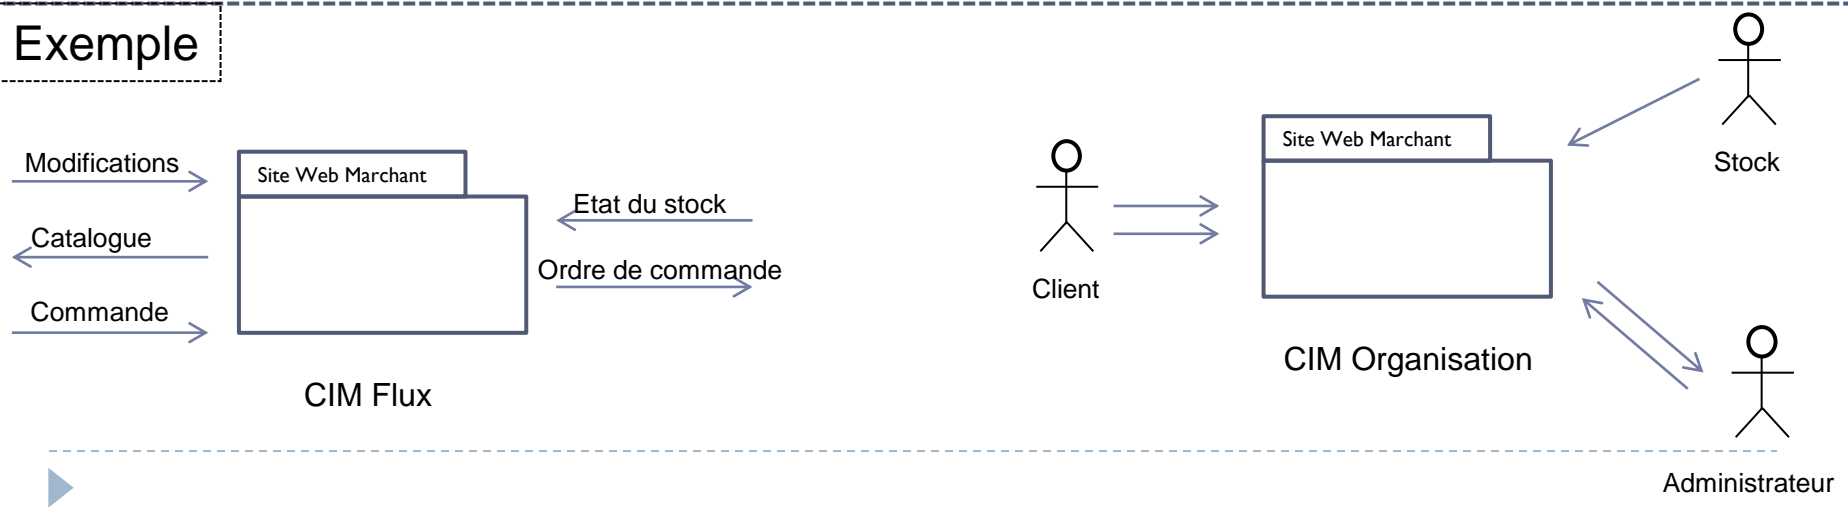 Exemple
Modifications
Catalogue
Commande
Site Web Marchant
Etat du stock
Ordre de commande
CIM Flux
Client
Site Web Marchant
Stock
CIM Organisation
Administrateur